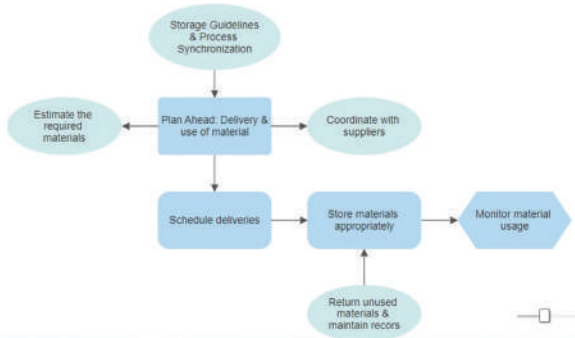 Storage Guidelines
& Process
Synchronization
Estimate the
required
materials
Plan Ahead: Delivery &
use of material
Coordinate with
suppliers
Schedule deliveries
Store materials
appropriately
Monitor material
usage
Return unused
materials &
maintain recors